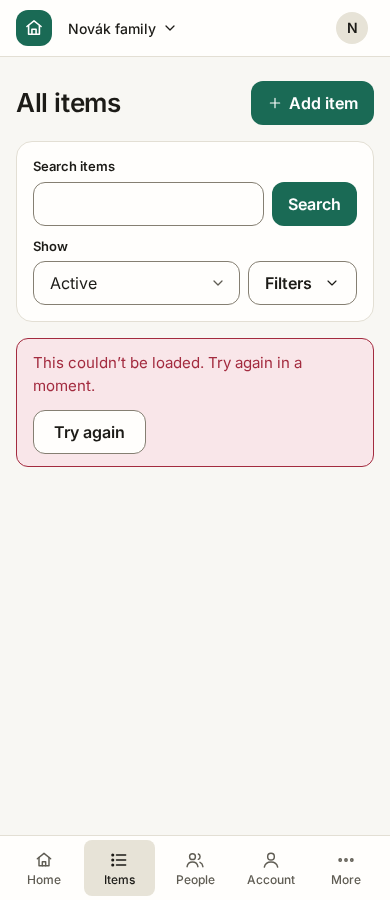 Novák family
N
All items
Add item
Search items
Search
Show
Active
Filters
This couldn’t be loaded. Try again in a
moment.
Try again
Home
Items
People
Account
More